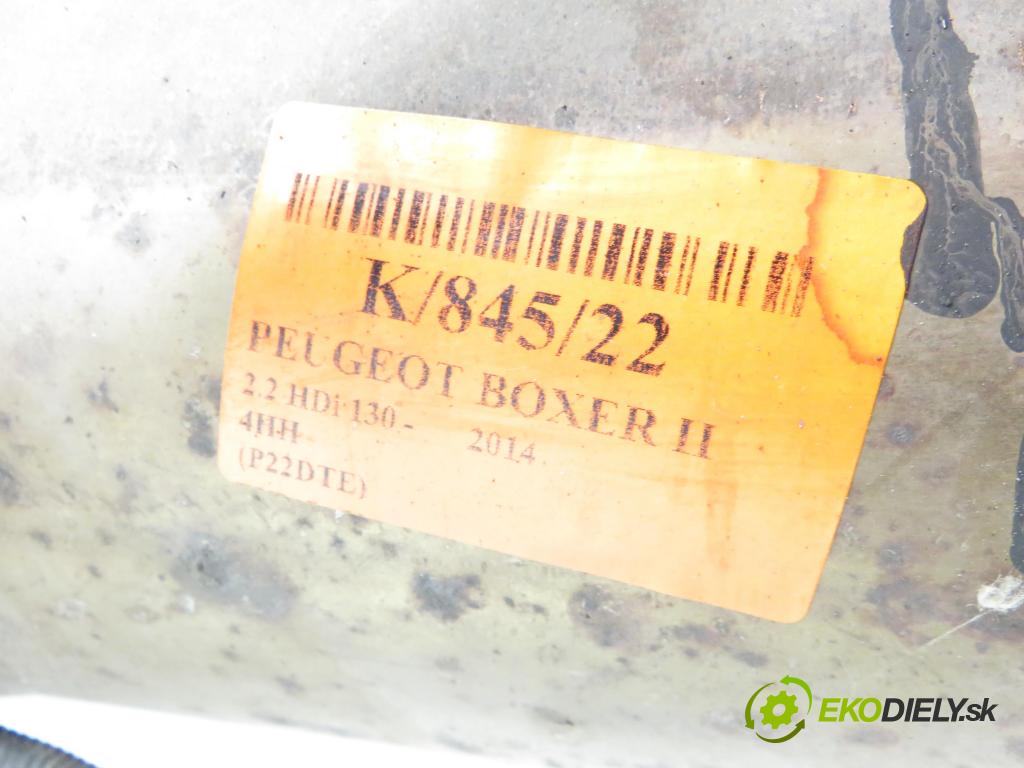 K/845/22
PEUGEOT BOXER II
2.2 HDi 130 - 2014
4HH
(P22DTE)
EKODIELY.sk